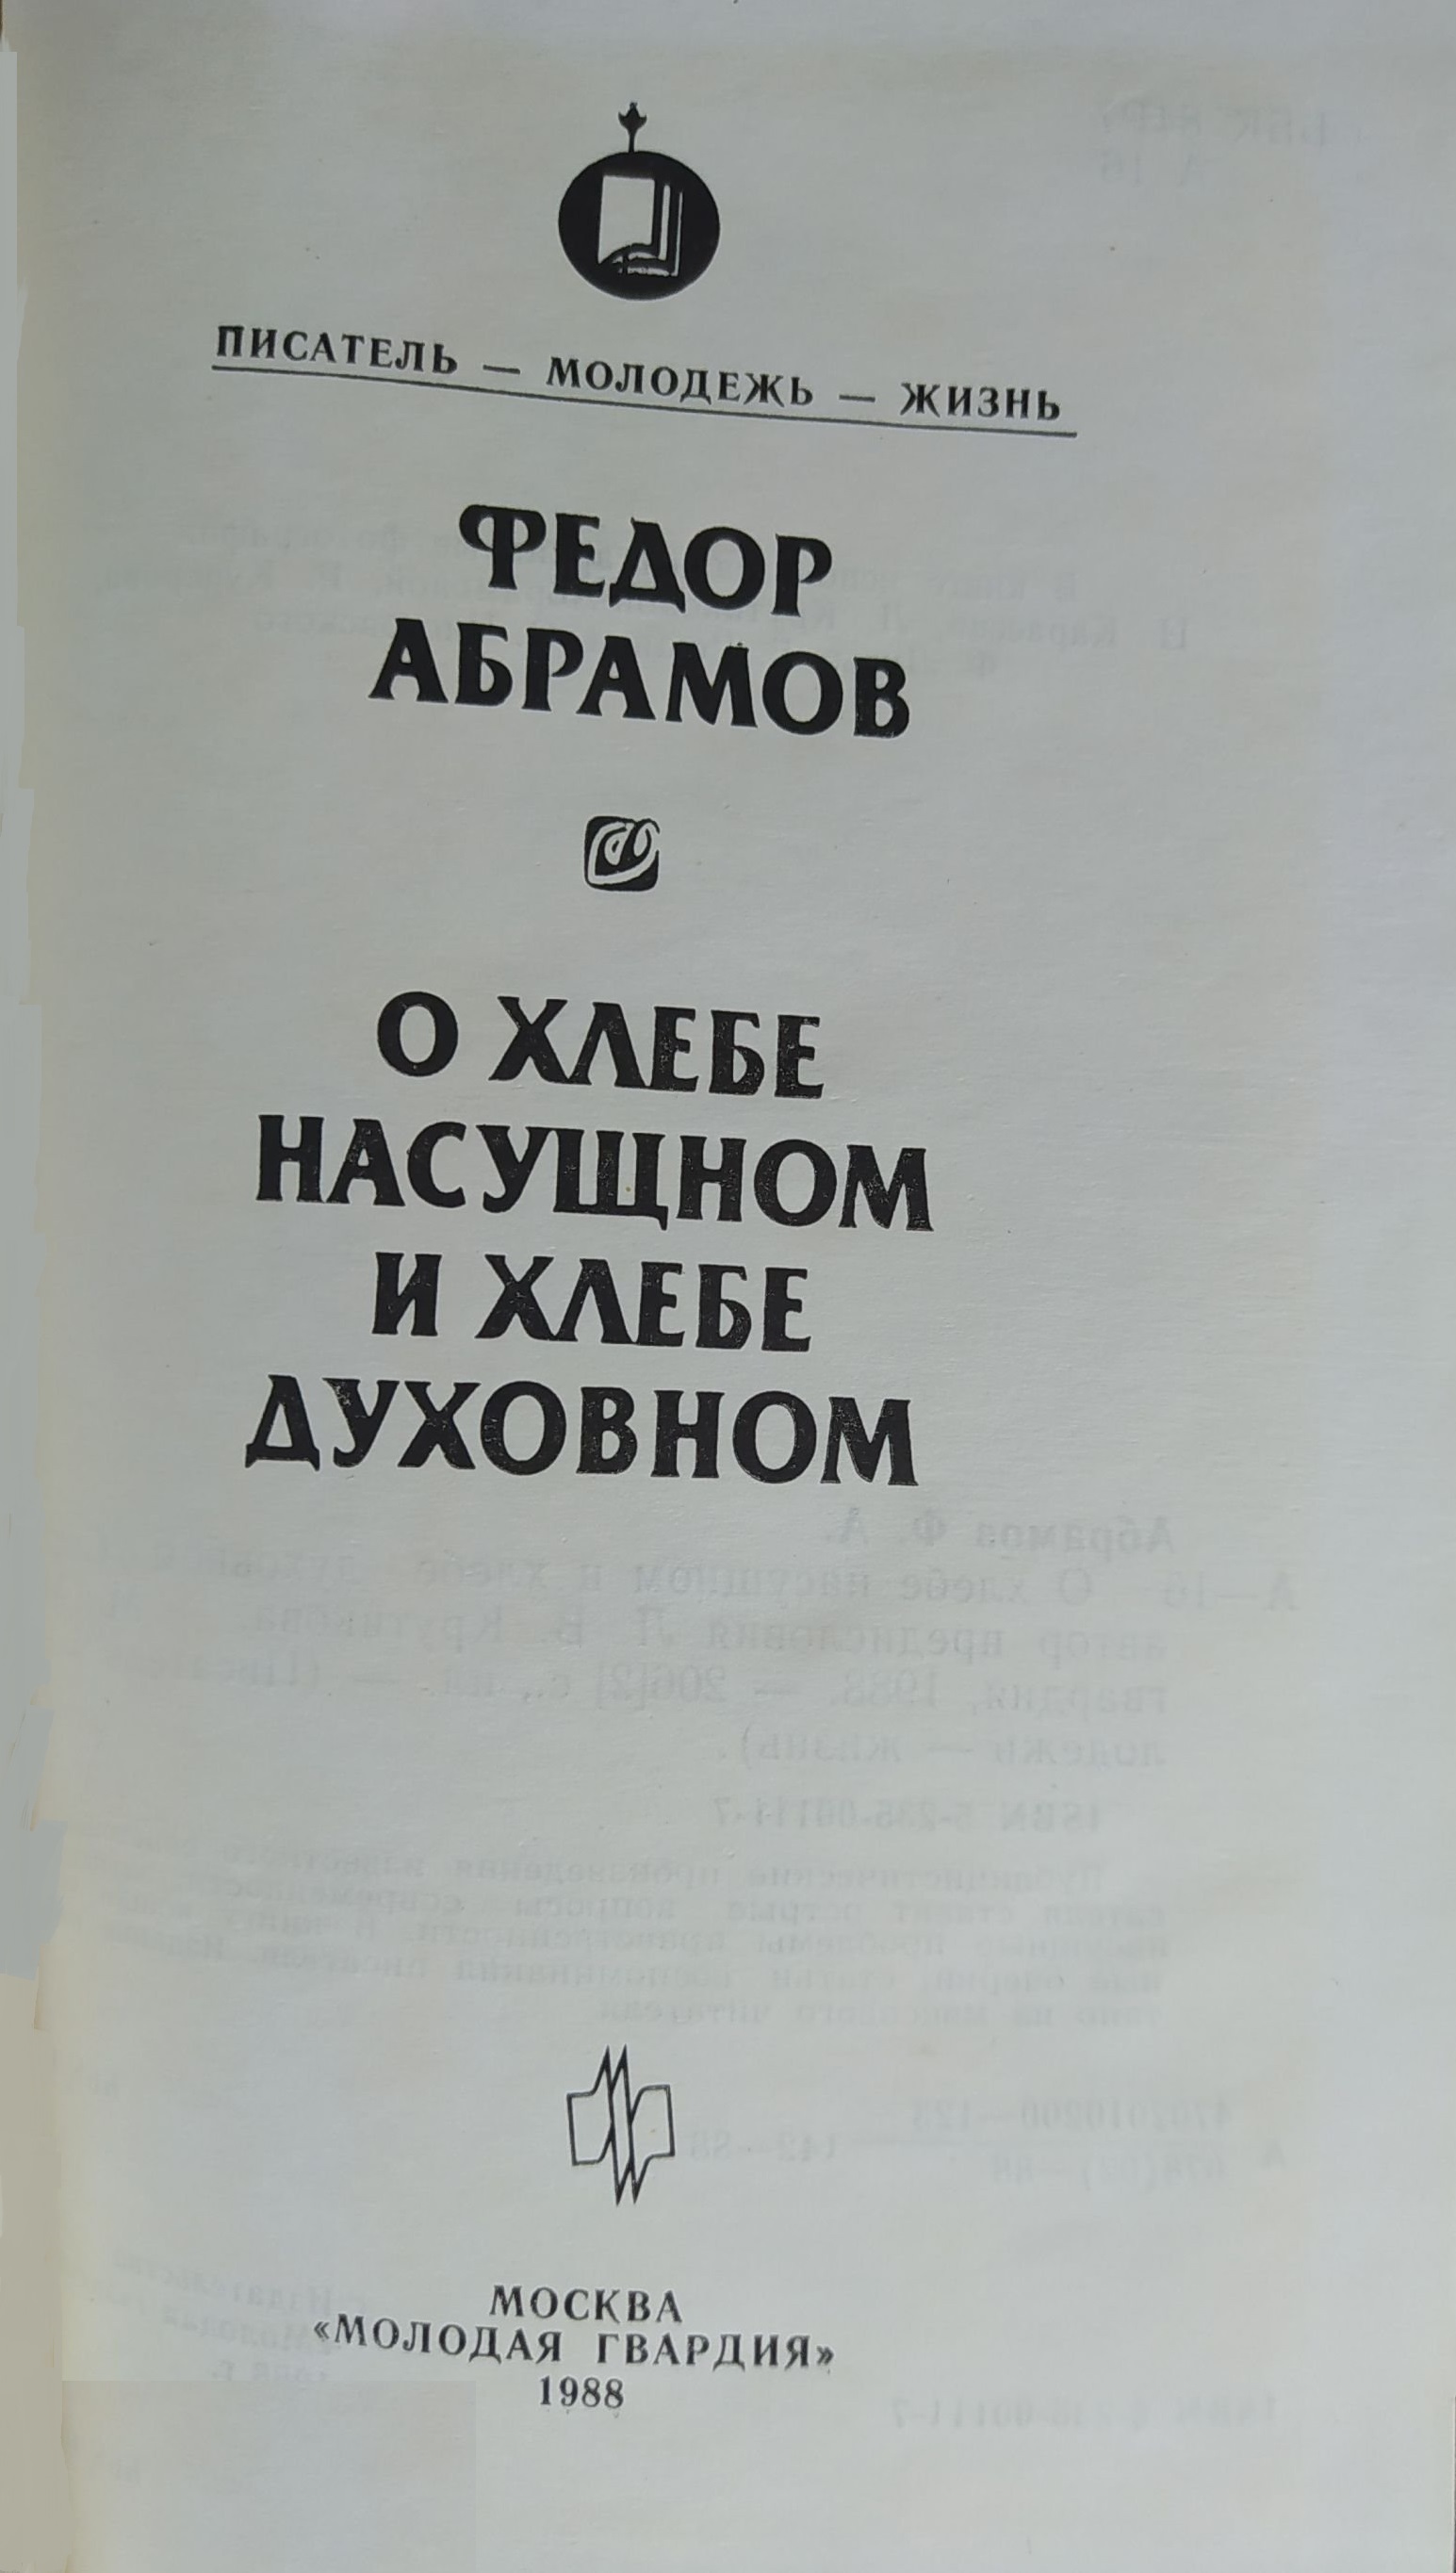 ПИСАТЕЛЬ — МОЛОДЕЖЬ — ЖИЗНЬ
ФЕДОР
АБРАМОВ
О ХЛЕБЕ
НАСУЩНОМ
И ХЛЕБЕ
ДУХОВНОМ
МОСКВА
«МОЛОДАЯ ГВАРДИЯ»
1988